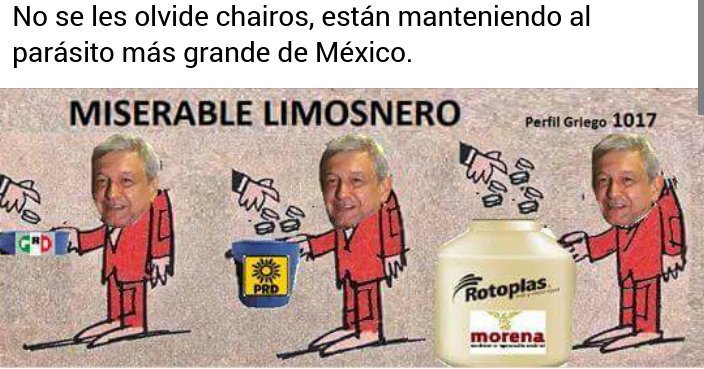 No se les olvide chairos, están manteniendo al
parásito más grande de México.
MISERABLE LIMOSNERO
Perfil Griego 1017
PRD
Rotoplas
morena